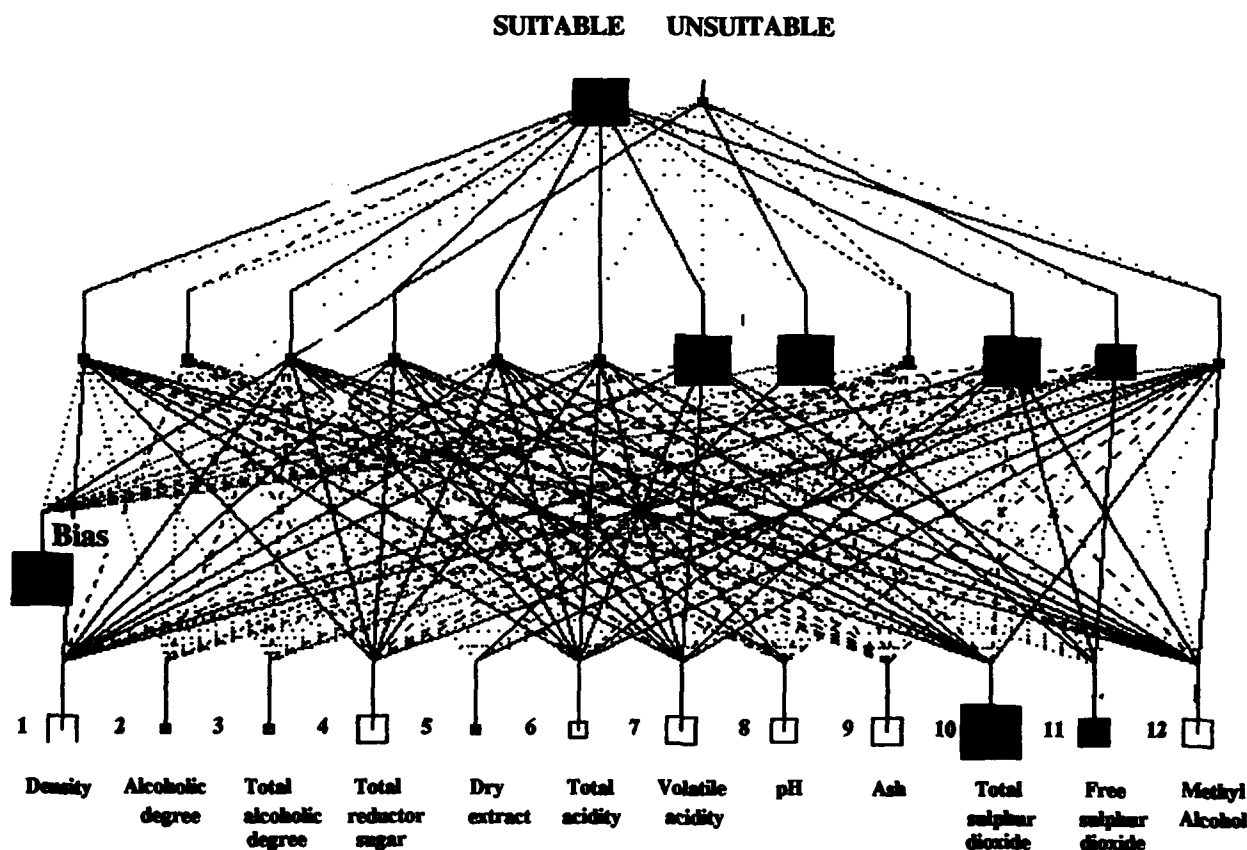 SUITABLE UNSUITABLE
Bias
1 2 3 4 5 6 7 8 9 10 11 12
Density Alcoholic Total Total Dry Total Volatile pH Ash Total Free Methyl
degree alcoholic reductor extract acidity acidity sulphur sulphur Alcohol
degree sugar dioxide dioxide